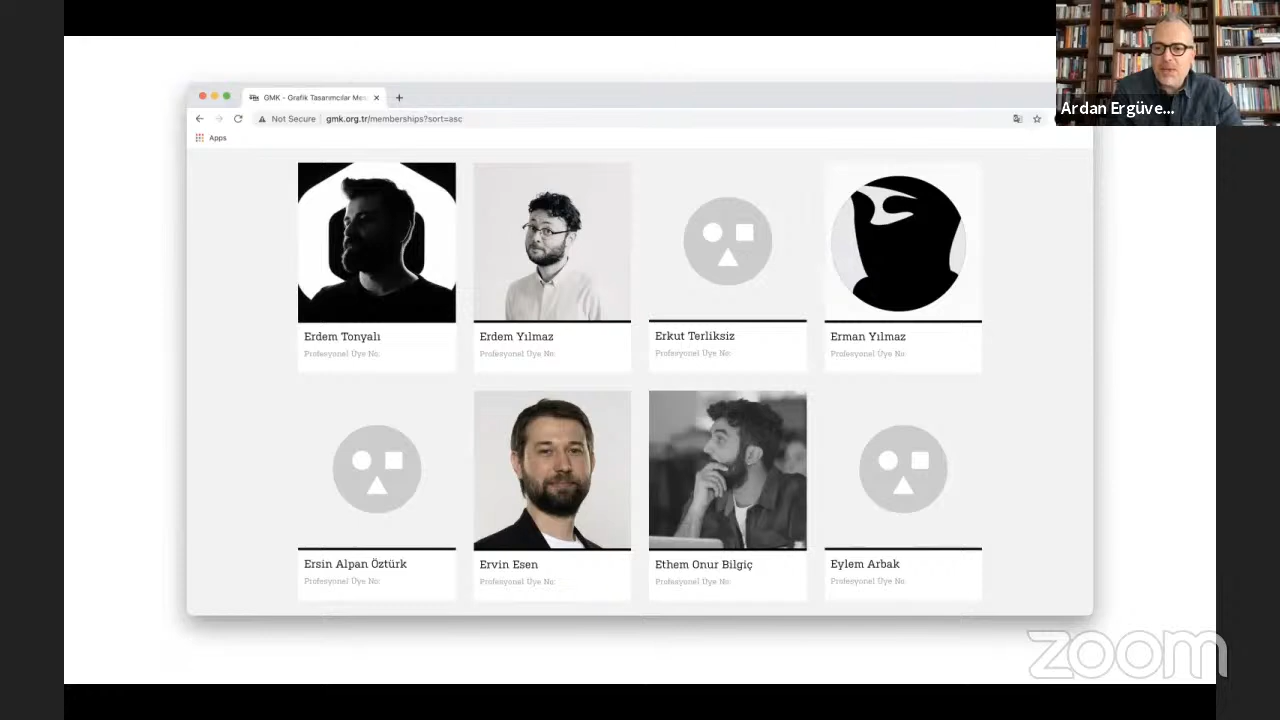 GMK - Grafik Tasarımcılar Mes
Not Secure
gmk.org.tr/memberships?sort=asc
Apps
Ardan Ergüve...
Erdem Tonyalı
Profesyonel Üye No:
Erdem Yılmaz
Profesyonel Üye No:
Erkut Terliksiz
Profesyonel Üye No:
Erman Yılmaz
Profesyonel Üye No:
Ersin Alpan Öztürk
Profesyonel Üye No:
Ervin Esen
Profesyonel Üye No:
Ethem Onur Bilgiç
Profesyonel Üye No:
Eylem Arbak
Profesyonel Üye No:
zoom